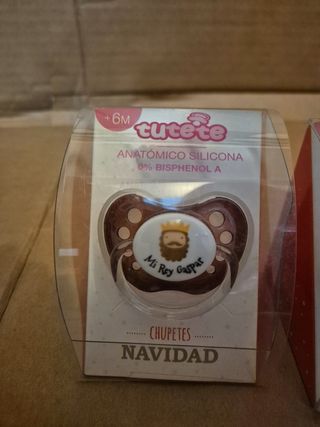 +6M
tutete
ANATÓMICO SILICONA
0% BISPHENOL A
Mi Rey Gaspar
CHUPETES
NAVIDAD